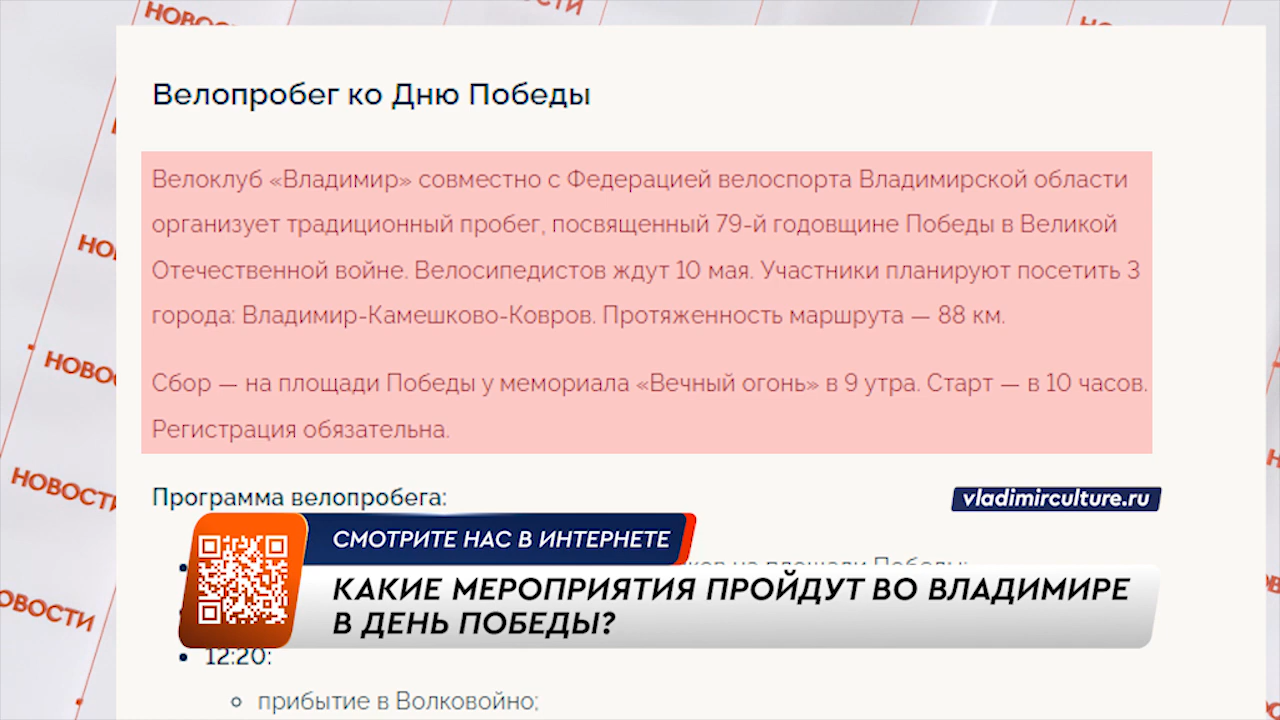 НОВОСТИ
Велопробег ко Дню Победы
Велоклуб «Владимир» совместно с Федерацией велоспорта Владимирской области
организует традиционный пробег, посвященный 79-й годовщине Победы в Великой
Отечественной войне. Велосипедистов ждут 10 мая. Участники планируют посетить 3
города: Владимир-Камешково-Ковров. Протяженность маршрута — 88 км.
Сбор — на площади Победы у мемориала «Вечный огонь» в 9 утра. Старт — в 10 часов.
Регистрация обязательна.
Программа велопробега:
vladimirculture.ru
СМОТРИТЕ НАС В ИНТЕРНЕТЕ
на площади Победы;
КАКИЕ МЕРОПРИЯТИЯ ПРОЙДУТ ВО ВЛАДИМИРЕ
В ДЕНЬ ПОБЕДЫ?
12:20:
прибытие в Волковойно;